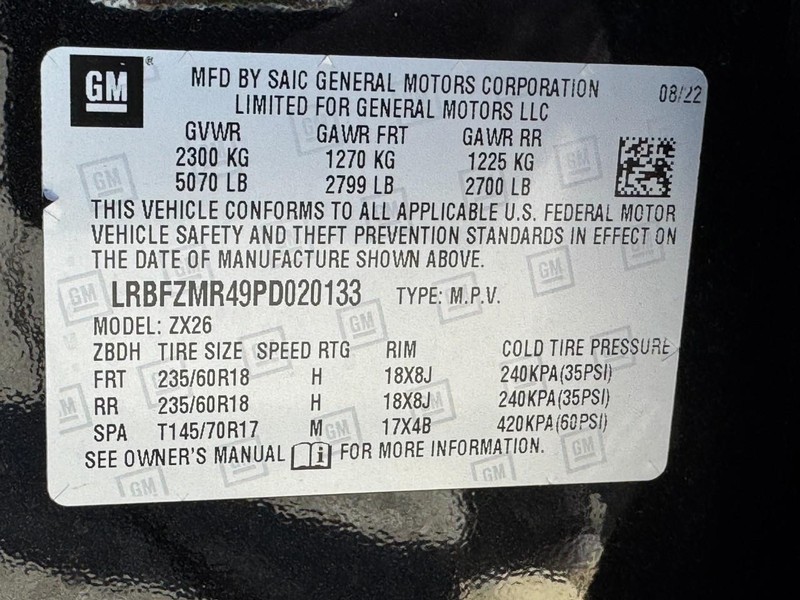 GM ®
MFD BY SAIC GENERAL MOTORS CORPORATION 08/22
LIMITED FOR GENERAL MOTORS LLC
GVWR GAWR FRT GAWR RR
2300 KG 1270 KG 1225 KG
5070 LB 2799 LB 2700 LB
THIS VEHICLE CONFORMS TO ALL APPLICABLE U.S. FEDERAL MOTOR
VEHICLE SAFETY AND THEFT PREVENTION STANDARDS IN EFFECT ON
THE DATE OF MANUFACTURE SHOWN ABOVE.
LRBFZMR49PD020133 TYPE: M.P.V.
MODEL: ZX26
ZBDH TIRE SIZE SPEED RTG RIM COLD TIRE PRESSURE
FRT 235/60R18 H 18X8J 240KPA(35PSI)
RR 235/60R18 H 18X8J 240KPA(35PSI)
SPA T145/70R17 M 17X4B 420KPA(60PSI)
SEE OWNER'S MANUAL i FOR MORE INFORMATION.